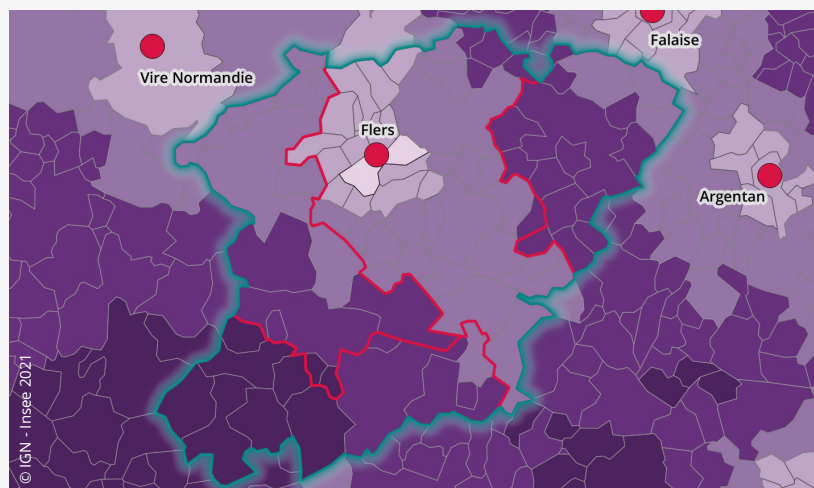 Falaise
Vire Normandie
Flers
Argentan
© IGN - Insee 2021